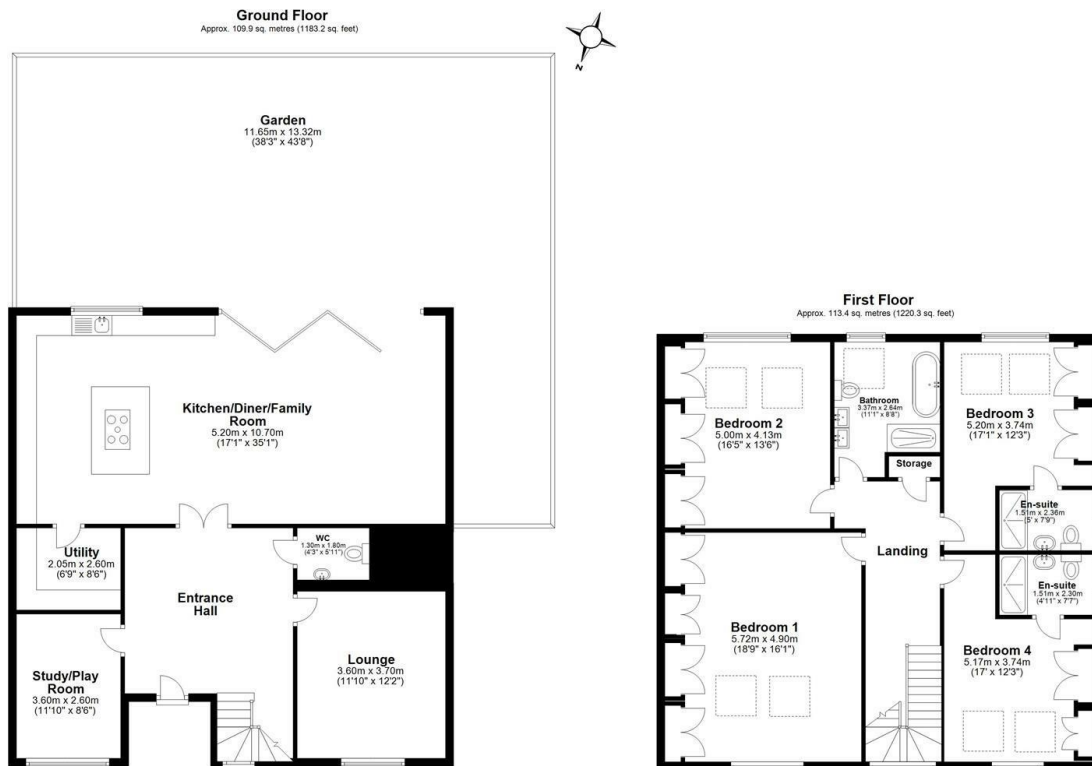 Ground Floor
Approx. 109.9 sq. metres (1183.2 sq. feet)
N
Garden
11.65m x 13.32m
(38'3" x 43'8")
Kitchen/Diner/Family
Room
5.20m x 10.70m
(17'1" x 35'1")
Utility
2.05m x 2.60m
(6'9" x 8'6")
WC
1.30m x 1.80m
(4'3" x 5'11")
Entrance
Hall
Study/Play
Room
3.60m x 2.60m
(11'10" x 8'6")
Lounge
3.60m x 3.70m
(11'10" x 12'2")
First Floor
Approx. 113.4 sq. metres (1220.3 sq. feet)
Bedroom 2
5.00m x 4.13m
(16'5" x 13'6")
Bathroom
3.37m x 2.64m
(11'1" x 8'8")
Bedroom 3
5.20m x 3.74m
(17'1" x 12'3")
Storage
En-suite
1.51m x 2.36m
(5' x 7'9")
Landing
En-suite
1.51m x 2.30m
(4'11" x 7'7")
Bedroom 1
5.72m x 4.90m
(18'9" x 16'1")
Bedroom 4
5.17m x 3.74m
(17' x 12'3")